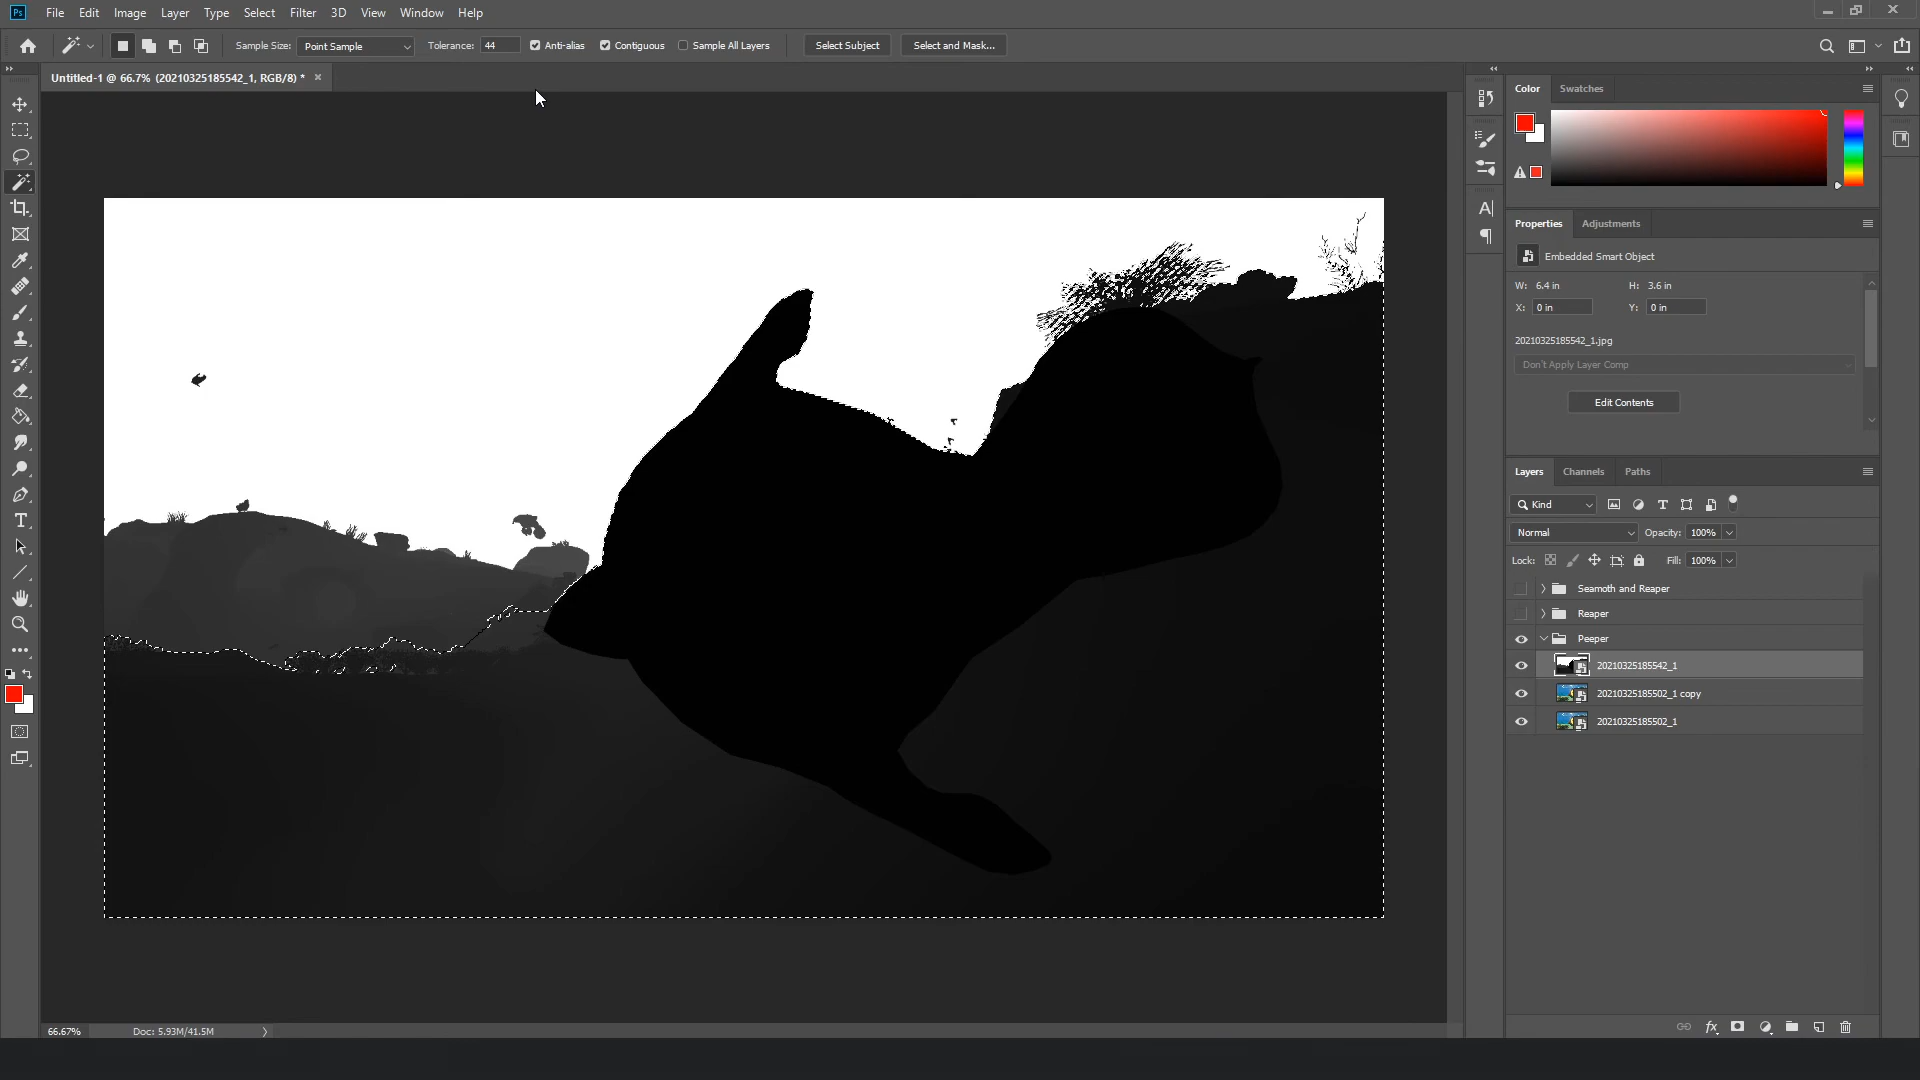 Ps File Edit Image Layer Type Select Filter 3D View Window Help
Sample Size: Point Sample Tolerance: 44 Anti-alias Contiguous Sample All Layers Select Subject Select and Mask...
Untitled-1 @ 66.7% (20210325185542_1, RGB/8) *
Color Swatches
Properties Adjustments
Embedded Smart Object
W: 6.4 in H: 3.6 in
X: 0 in Y: 0 in
20210325185542_1.jpg
Don't Apply Layer Comp
Edit Contents
Layers Channels Paths
Kind
Normal Opacity: 100%
Lock: Fill: 100%
Seamoth and Reaper
Reaper
Peeper
20210325185542_1
20210325185502_1 copy
20210325185502_1
66.67% Doc: 5.93M/41.5M